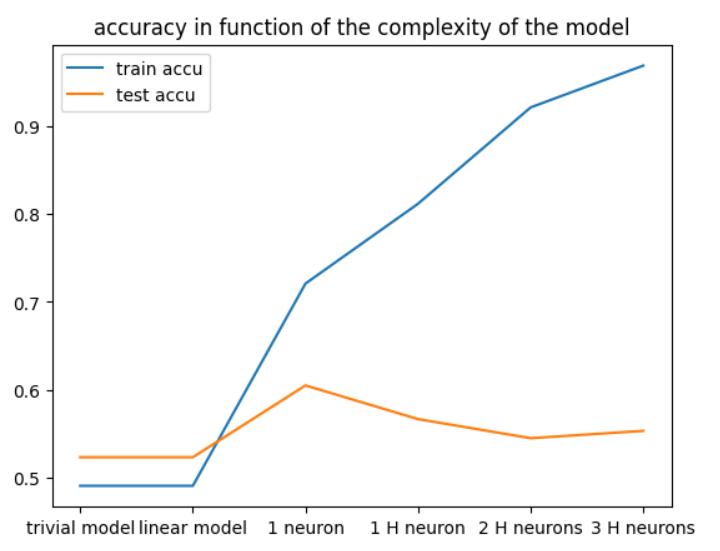 accuracy in function of the complexity of the model
train accu
test accu
0.9
0.8
0.7
0.6
0.5
trivial model linear model 1 neuron 1 H neuron 2 H neurons 3 H neurons